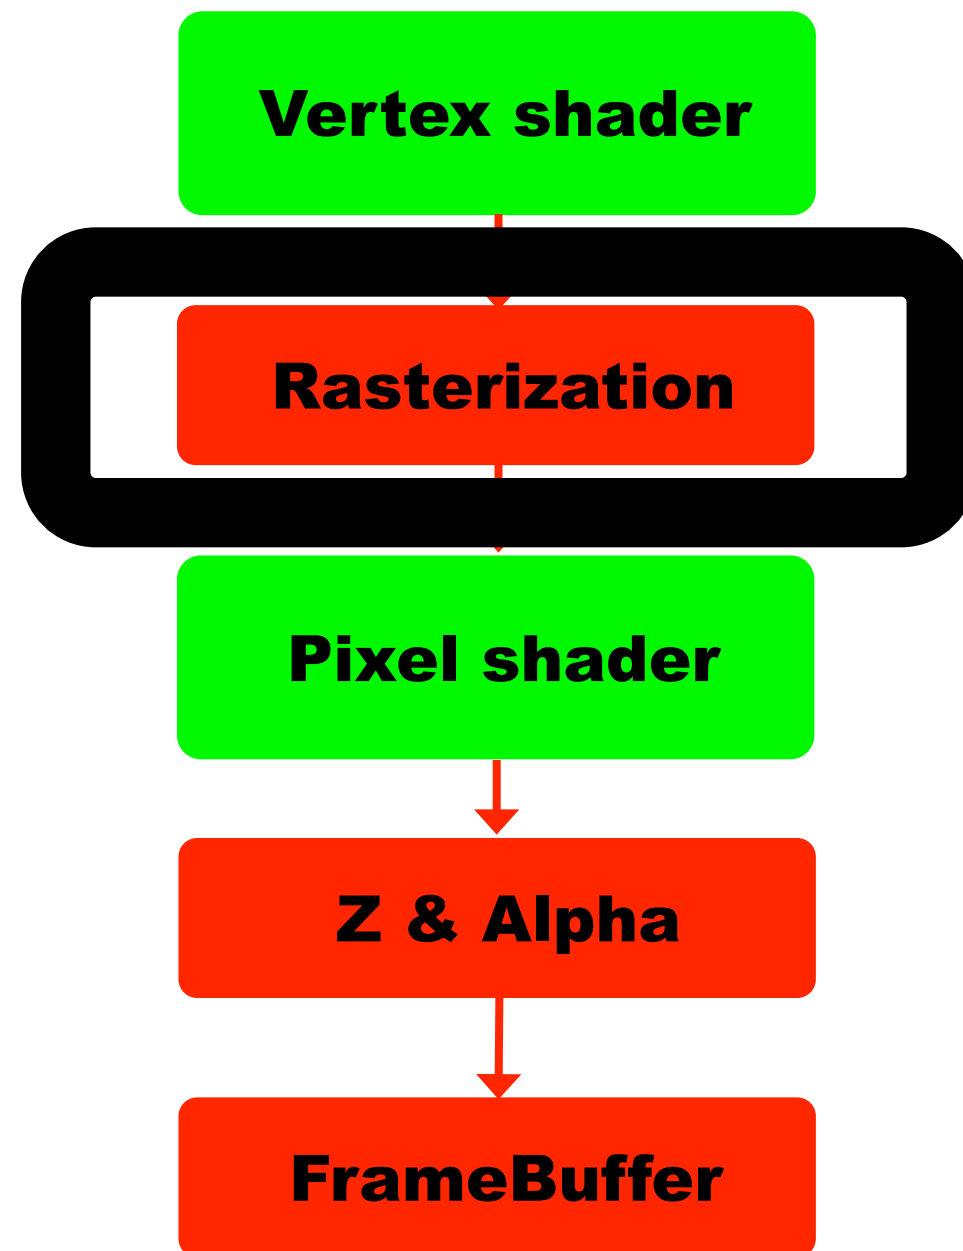 Vertex shader
Rasterization
Pixel shader
Z & Alpha
FrameBuffer